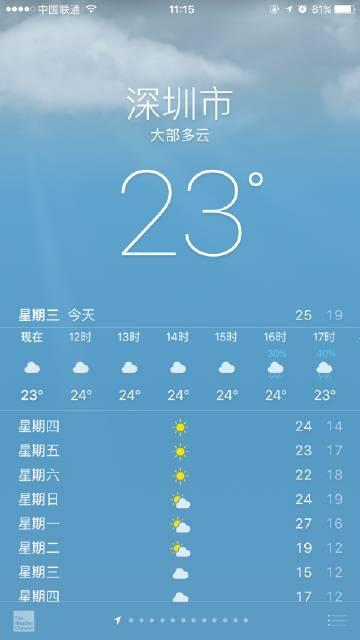 中国联通 11:15 81%
深圳市
大部多云
23°
星期三 今天 25 19
现在 12时 13时 14时 15时 16时 17时
30% 40%
23° 24° 24° 24° 24° 24° 23°
星期四 24 14
星期五 23 17
星期六 22 18
星期日 24 19
星期一 27 16
星期二 19 12
星期三 15 12
星期四 17 12
The Weather Channel